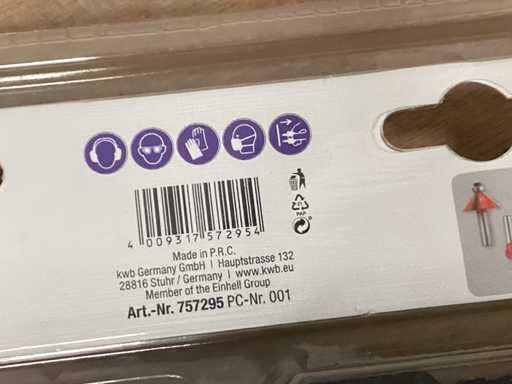 4 009317 572954
Made in P.R.C.
kwb Germany GmbH | Hauptstrasse 132
28816 Stuhr / Germany | www.kwb.eu
Member of the Einhell Group
Art.-Nr. 757295 PC-Nr. 001
PAP